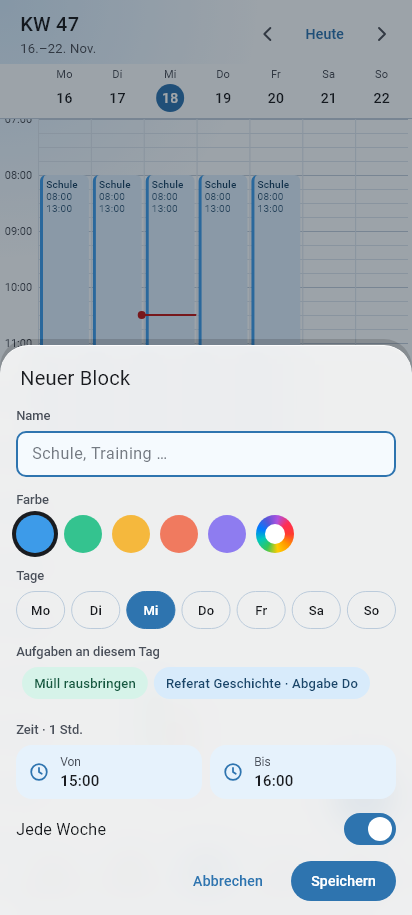 KW 47
16.–22. Nov.
Heute
Mo Di Mi Do Fr Sa So
16 17 18 19 20 21 22
07:00
08:00
Schule Schule Schule Schule Schule
08:00 08:00 08:00 08:00 08:00
13:00 13:00 13:00 13:00 13:00
09:00
10:00
11:00
Neuer Block
Name
Schule, Training …
Farbe
Tage
Mo Di Mi Do Fr Sa So
Aufgaben an diesem Tag
Müll rausbringen Referat Geschichte · Abgabe Do
Zeit · 1 Std.
Von Bis
15:00 16:00
Jede Woche
Abbrechen Speichern